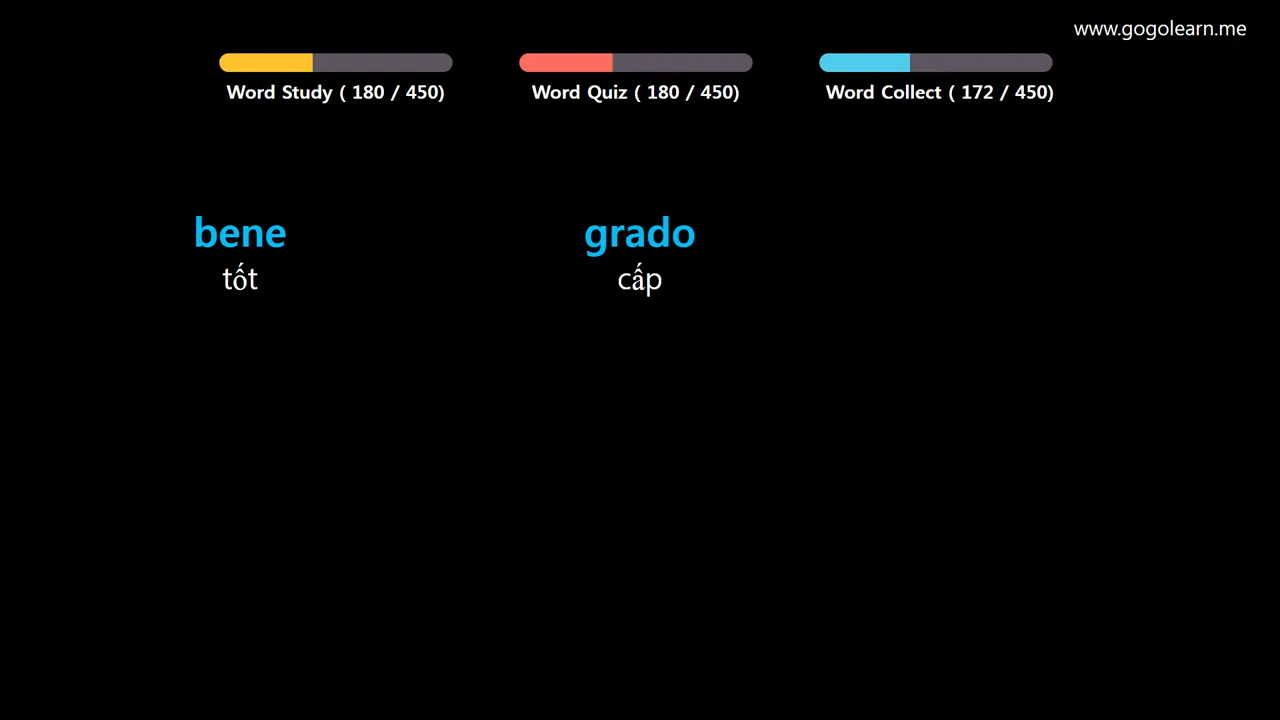 www.gogolearn.me
Word Study ( 180 / 450)
Word Quiz ( 180 / 450)
Word Collect ( 172 / 450)
bene
tốt
grado
cấp